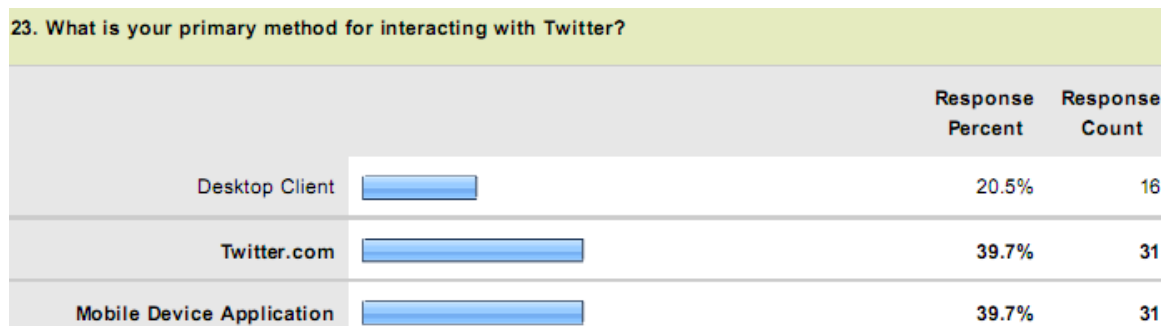 23. What is your primary method for interacting with Twitter?
Response Percent Response Count
Desktop Client 20.5% 16
Twitter.com 39.7% 31
Mobile Device Application 39.7% 31